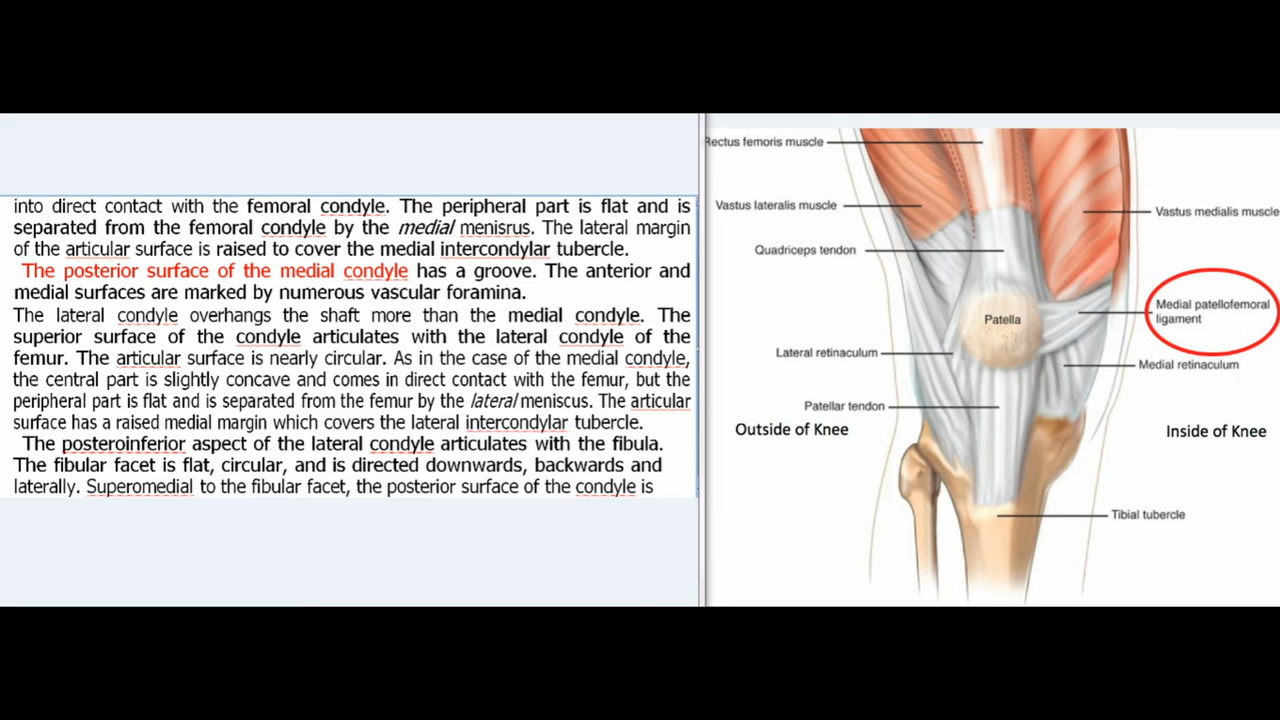 into direct contact with the femoral condyle. The peripheral part is flat and is
separated from the femoral condyle by the medial menisrus. The lateral margin
of the articular surface is raised to cover the medial intercondylar tubercle.
The posterior surface of the medial condyle has a groove. The anterior and
medial surfaces are marked by numerous vascular foramina.
The lateral condyle overhangs the shaft more than the medial condyle. The
superior surface of the condyle articulates with the lateral condyle of the
femur. The articular surface is nearly circular. As in the case of the medial condyle,
the central part is slightly concave and comes in direct contact with the femur, but the
peripheral part is flat and is separated from the femur by the lateral meniscus. The articular
surface has a raised medial margin which covers the lateral intercondylar tubercle.
The posteroinferior aspect of the lateral condyle articulates with the fibula.
The fibular facet is flat, circular, and is directed downwards, backwards and
laterally. Superomedial to the fibular facet, the posterior surface of the condyle is
Rectus femoris muscle
Vastus lateralis muscle
Quadriceps tendon
Patella
Lateral retinaculum
Patellar tendon
Outside of Knee
Vastus medialis muscle
Medial patellofemoral
ligament
Medial retinaculum
Inside of Knee
Tibial tubercle